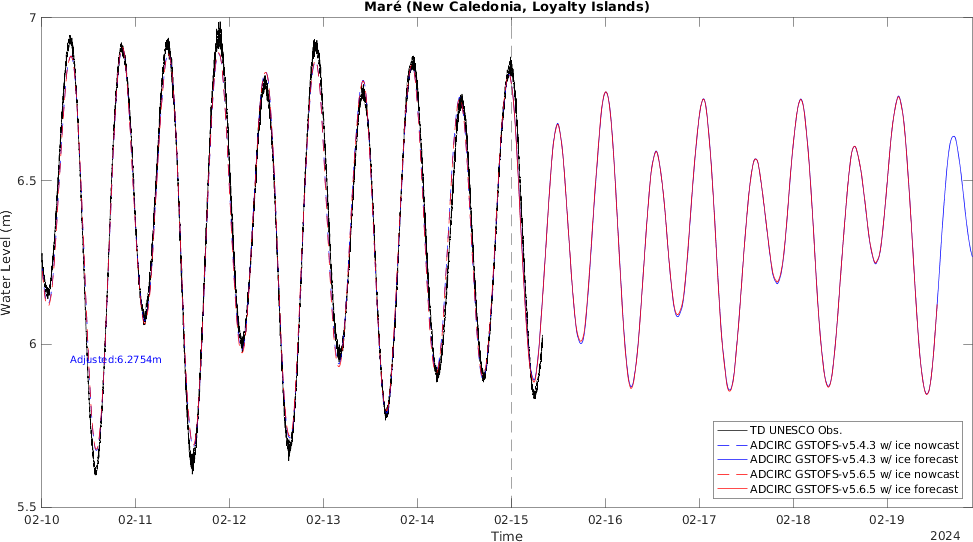 Maré (New Caledonia, Loyalty Islands)
7
6.5
6
5.5
Water Level (m)
Adjusted:6.2754m
TD UNESCO Obs.
ADCIRC GSTOFS-v5.4.3 w/ ice nowcast
ADCIRC GSTOFS-v5.4.3 w/ ice forecast
ADCIRC GSTOFS-v5.6.5 w/ ice nowcast
ADCIRC GSTOFS-v5.6.5 w/ ice forecast
02-10 02-11 02-12 02-13 02-14 02-15 02-16 02-17 02-18 02-19
Time
2024